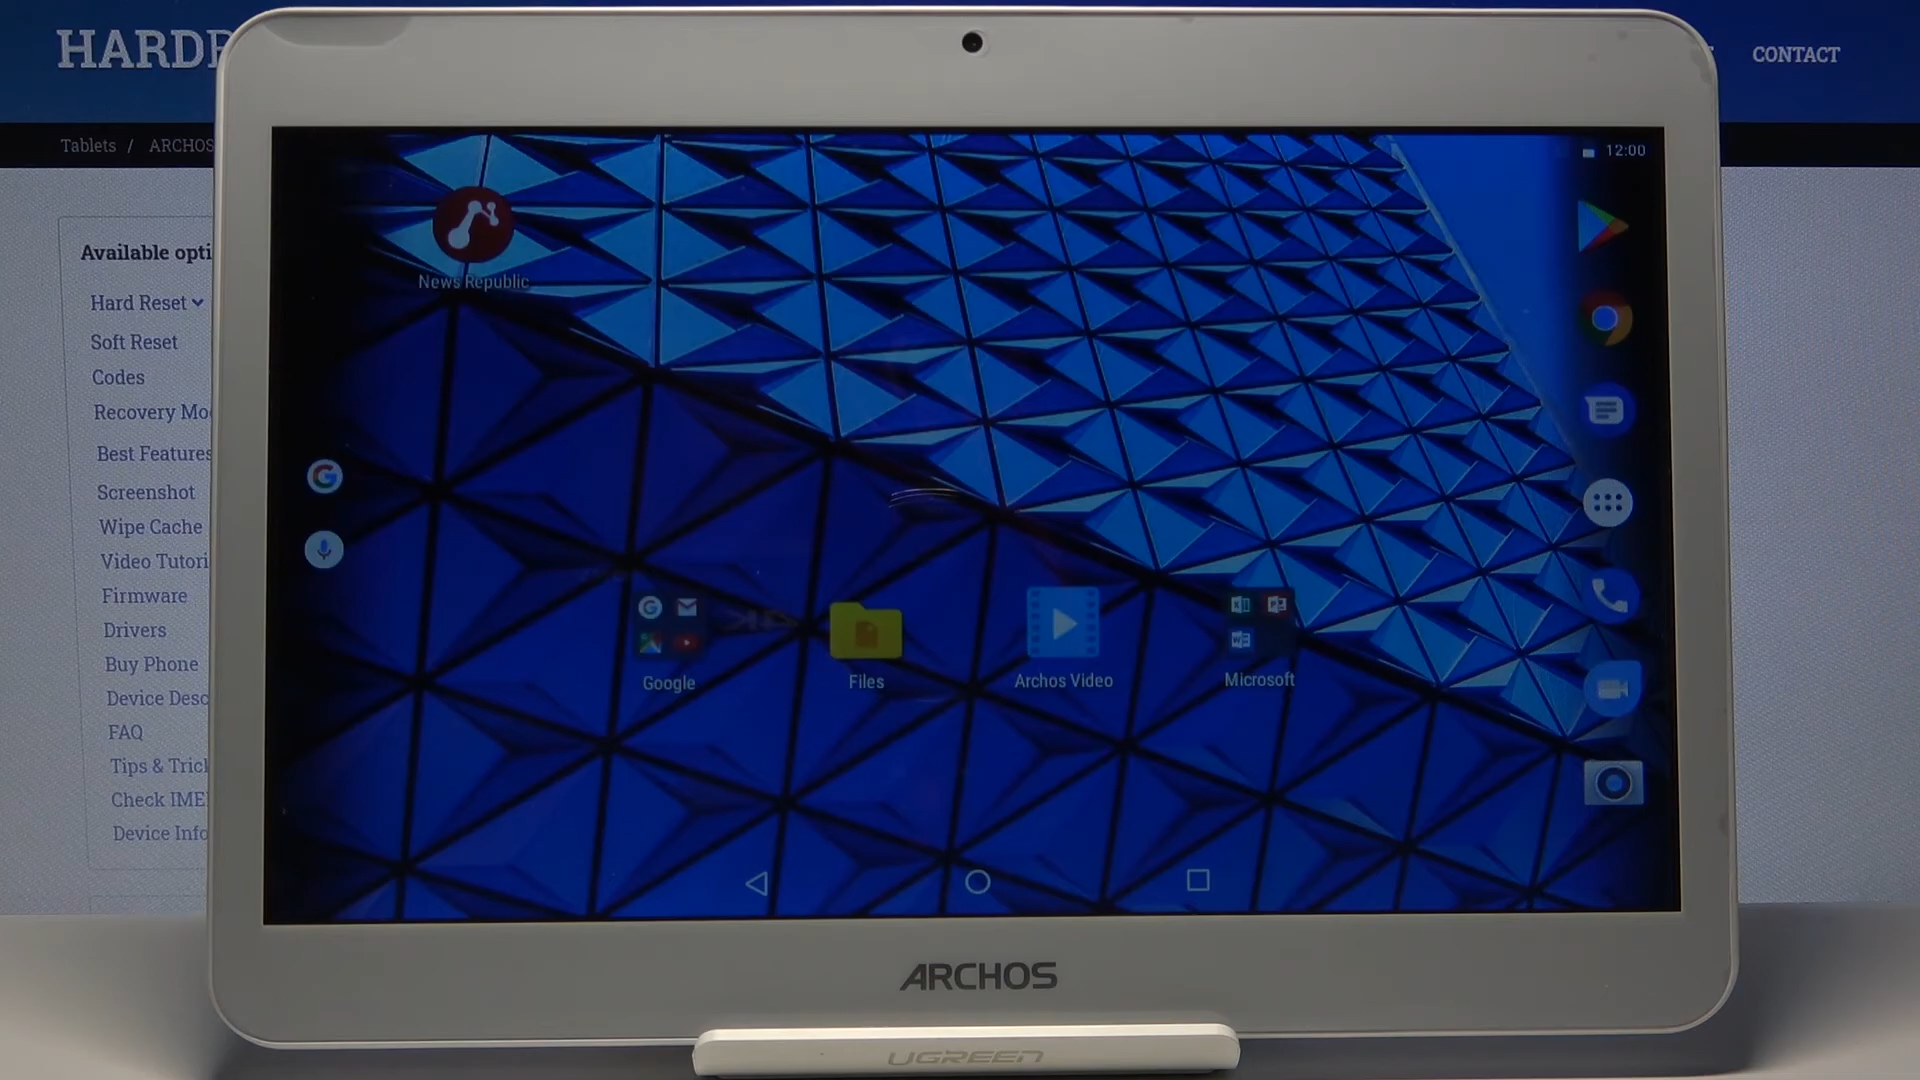 HARDR
CONTACT
Tablets / ARCHOS
Available opti
Hard Reset
Soft Reset
Codes
Recovery Mo
Best Features
Screenshot
Wipe Cache
Video Tutori
Firmware
Drivers
Buy Phone
Device Desc
FAQ
Tips & Trick
Check IMEI
Device Info
12:00
News Republic
Google
Files
Archos Video
Microsoft
ARCHOS
UGREEN